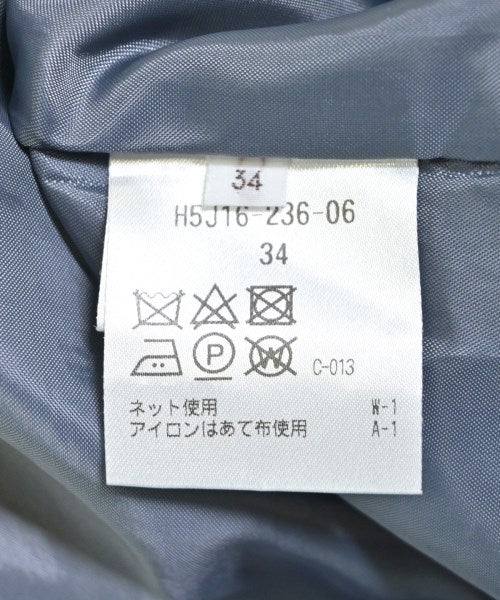 34
H5J16-236-06
34
P W C-013
ネット使用 W-1
アイロンはあて布使用 A-1